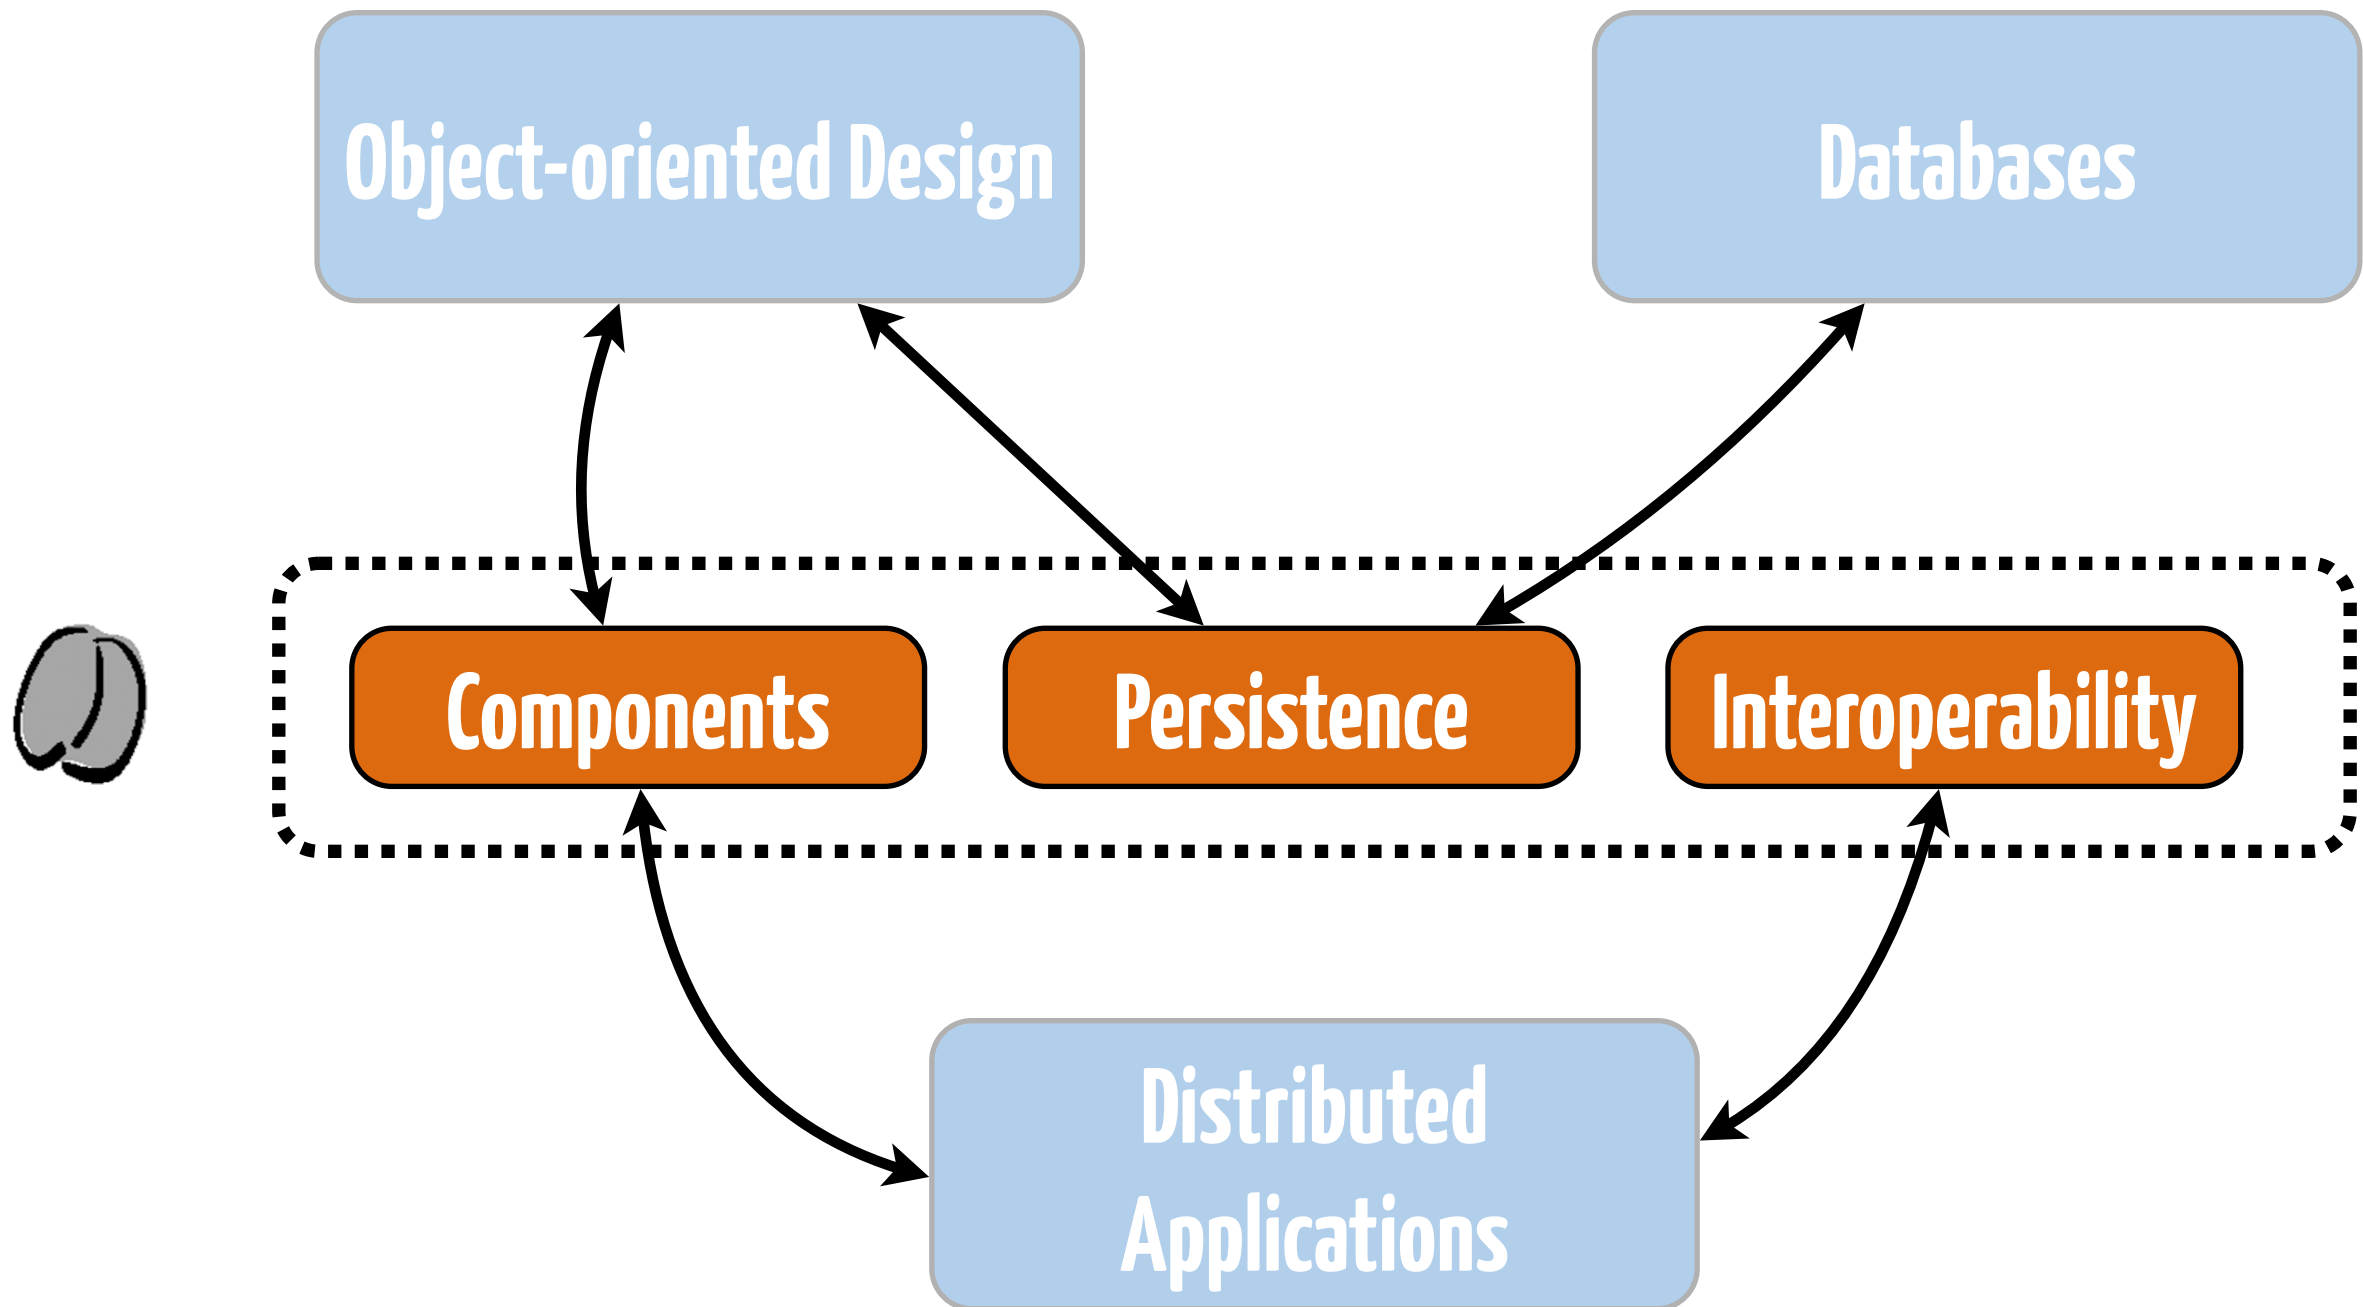 Object-oriented Design
Databases
Components
Persistence
Interoperability
Distributed
Applications